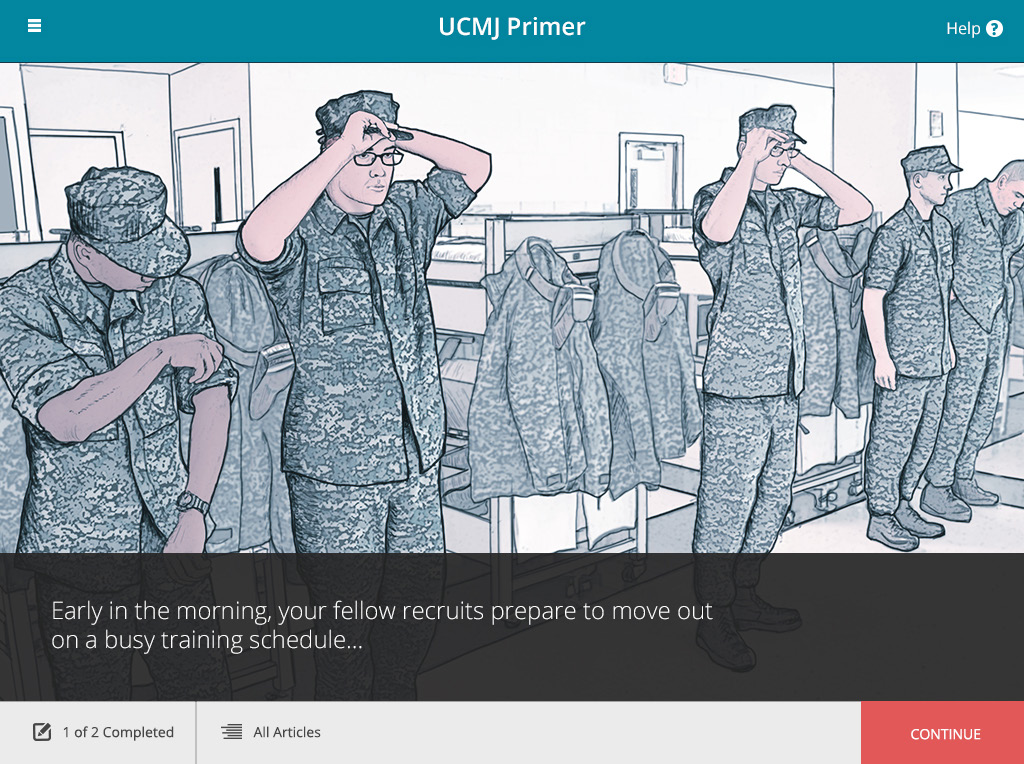 UCMJ Primer
Help ?
Early in the morning, your fellow recruits prepare to move out
on a busy training schedule...
1 of 2 Completed
All Articles
CONTINUE